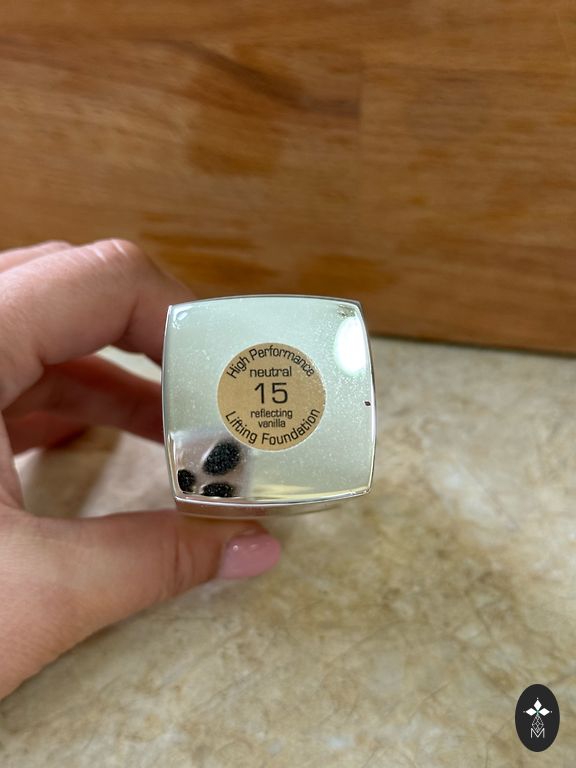 High Performance
neutral
15
reflecting
vanilla
Lifting Foundation
M